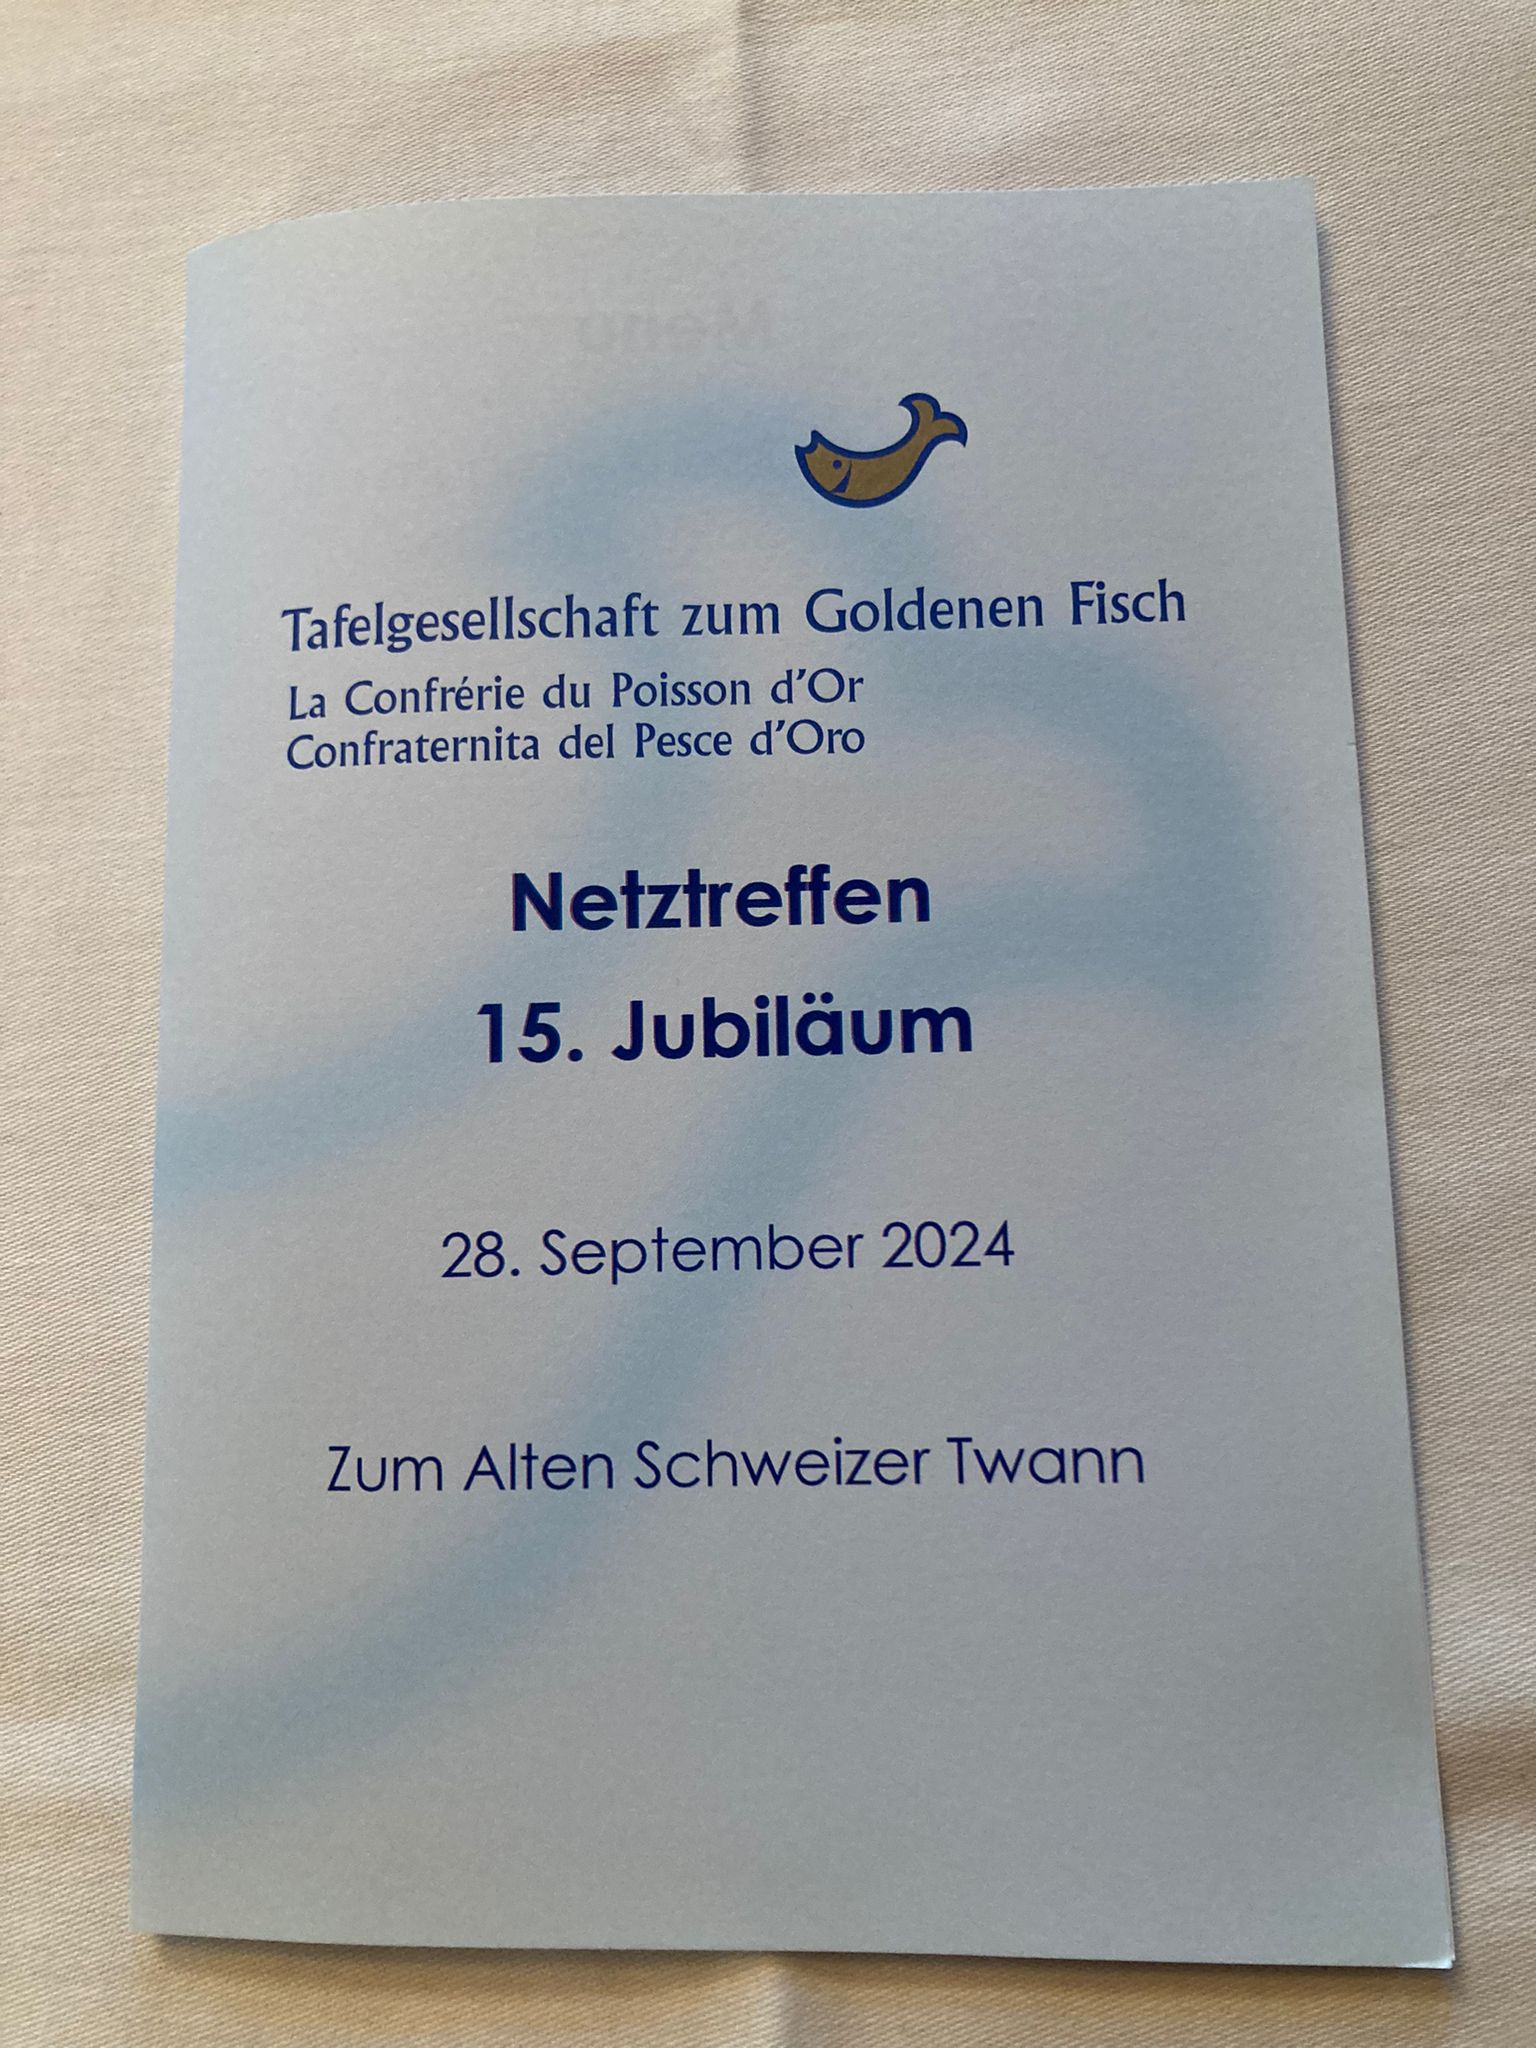 Menu
Tafelgesellschaft zum Goldenen Fisch
La Confrérie du Poisson d'Or
Confraternita del Pesce d'Oro
Netztreffen
15. Jubiläum
28. September 2024
Zum Alten Schweizer Twann